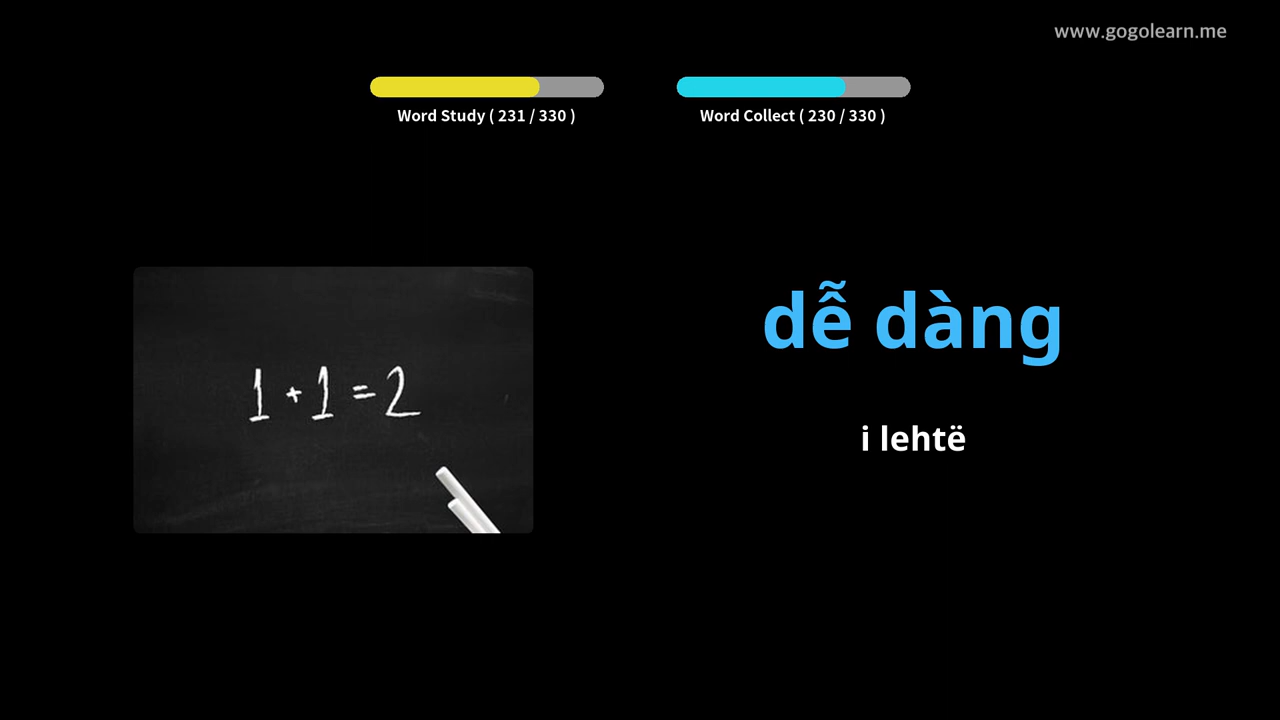 www.gogolearn.me
Word Study ( 231 / 330 )
Word Collect ( 230 / 330 )
1 + 1 = 2
dễ dàng
i lehtë